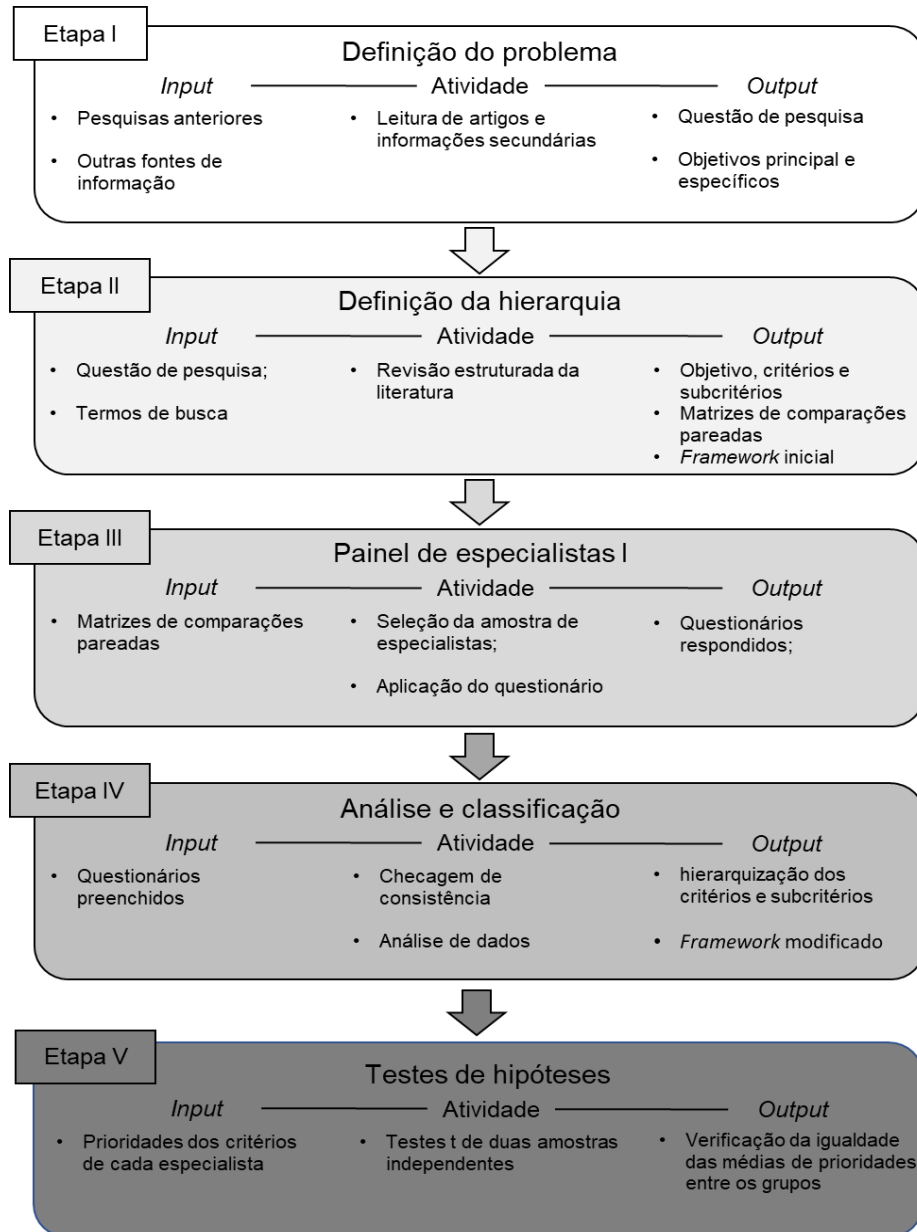 Etapa I
Definição do problema
Input Atividade Output
• Pesquisas anteriores
• Outras fontes de
informação
• Leitura de artigos e
informações secundárias
• Questão de pesquisa
• Objetivos principal e
específicos
Etapa II
Definição da hierarquia
Input Atividade Output
• Questão de pesquisa;
• Termos de busca
• Revisão estruturada da
literatura
• Objetivo, critérios e
subcritérios
• Matrizes de comparações
pareadas
• Framework inicial
Etapa III
Painel de especialistas I
Input Atividade Output
• Matrizes de comparações
pareadas
• Seleção da amostra de
especialistas;
• Aplicação do questionário
• Questionários
respondidos;
Etapa IV
Análise e classificação
Input Atividade Output
• Questionários
preenchidos
• Checagem de
consistência
• Análise de dados
• hierarquização dos
critérios e subcritérios
• Framework modificado
Etapa V
Testes de hipóteses
Input Atividade Output
• Prioridades dos critérios
de cada especialista
• Testes t de duas amostras
independentes
• Verificação da igualdade
das médias de prioridades
entre os grupos